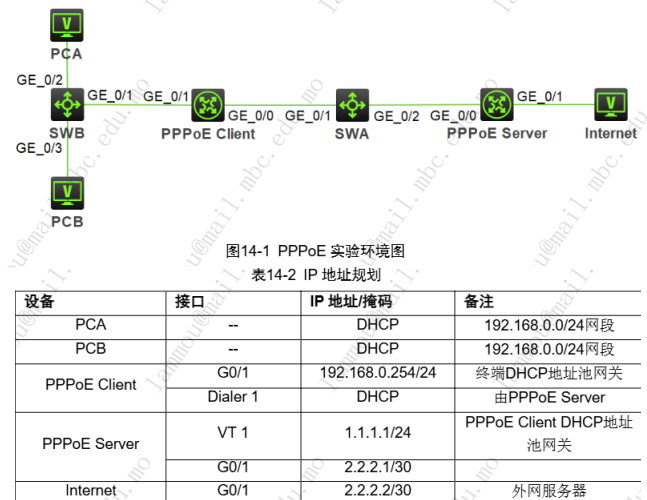 PCA
GE_0/2
GE_0/1 GE_0/1
GE_0/0 GE_0/1
GE_0/2 GE_0/0
GE_0/1
SWB
PPPoE Client
SWA
PPPoE Server
Internet
GE_0/3
PCB
图14-1 PPPoE 实验环境图
表14-2 IP 地址规划
设备 接口 IP 地址/掩码 备注
PCA -- DHCP 192.168.0.0/24网段
PCB -- DHCP 192.168.0.0/24网段
PPPoE Client G0/1 192.168.0.254/24 终端DHCP地址池网关
Dialer 1 DHCP 由PPPoE Server
PPPoE Server VT 1 1.1.1.1/24 PPPoE Client DHCP地址
池网关
G0/1 2.2.2.1/30
Internet G0/1 2.2.2.2/30 外网服务器